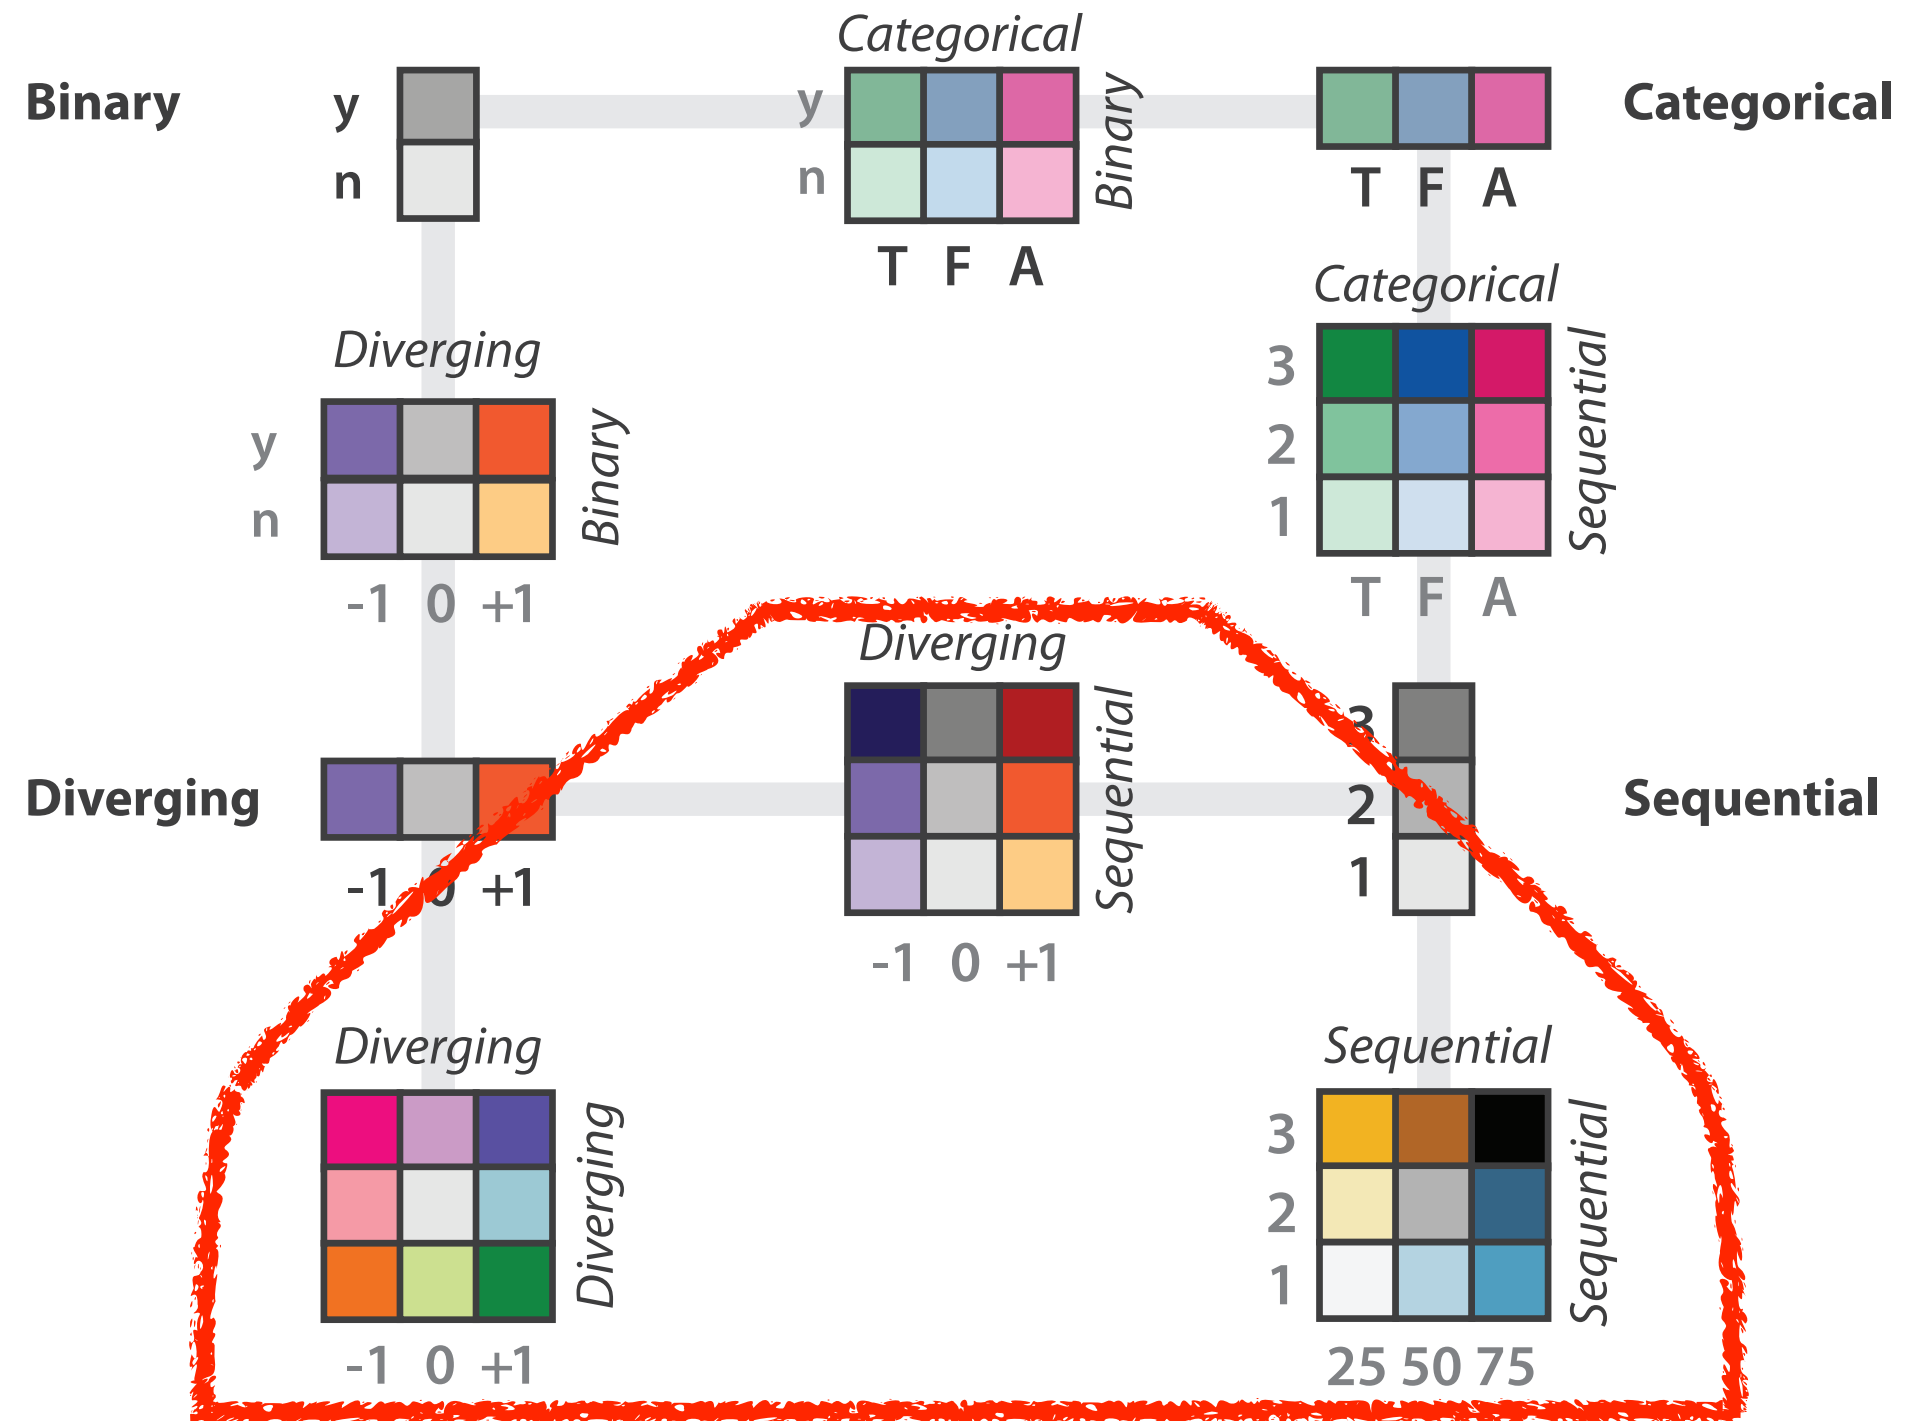 Categorical
Binary
y
n
y
n
Binary
T F A
Categorical
T F A
Categorical
3
2
1
Sequential
T F A
Diverging
y
n
Binary
-1 0 +1
Diverging
Sequential
-1 0 +1
Diverging
-1 0 +1
3
2
1
Sequential
Diverging
Diverging
-1 0 +1
Sequential
3
2
1
Sequential
25 50 75